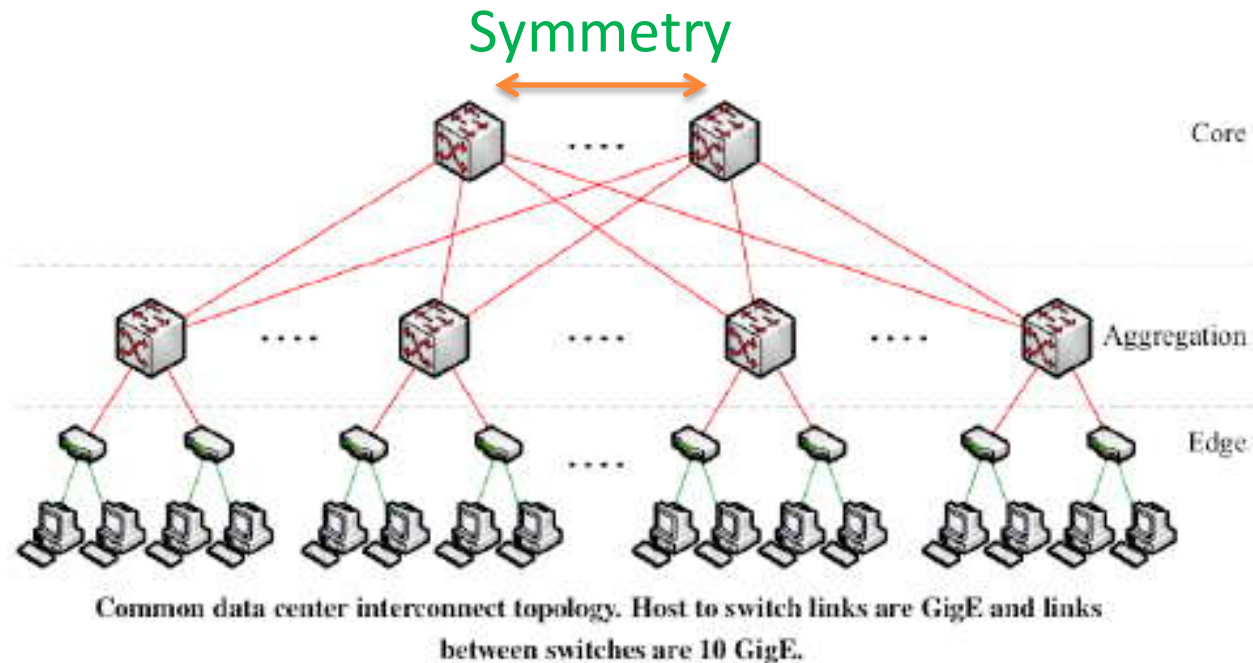 Symmetry
Core
Aggregation
Edge
Common data center interconnect topology. Host to switch links are GigE and links
between switches are 10 GigE.